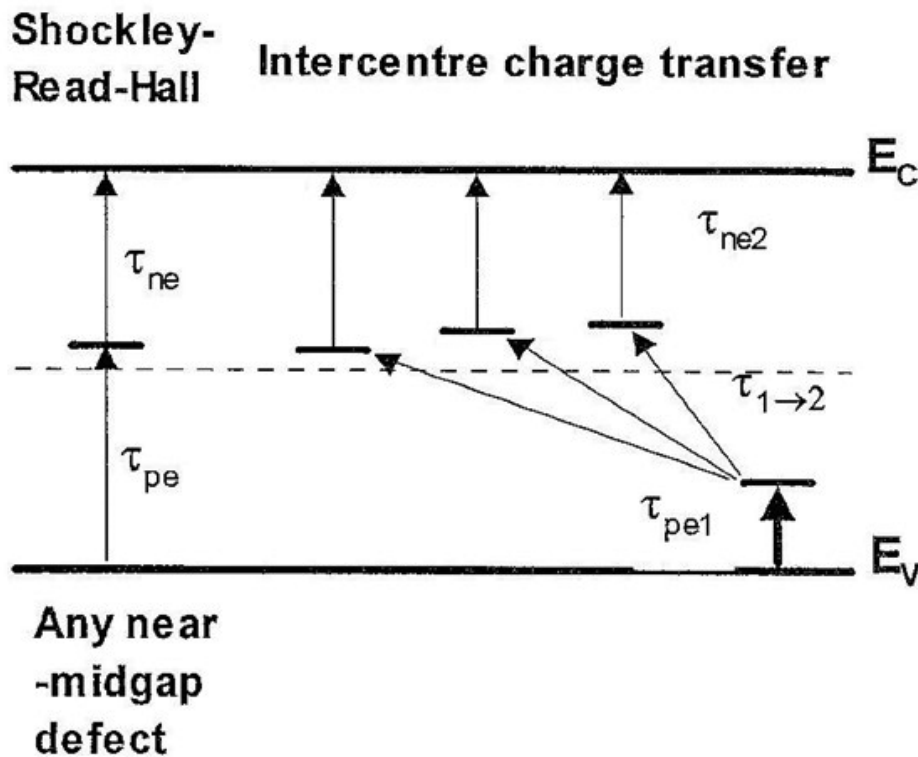 Shockley-
Read-Hall
Intercentre charge transfer
E_C
τ_ne2
τ_ne
τ_1→2
τ_pe
τ_pe1
E_V
Any near
-midgap
defect